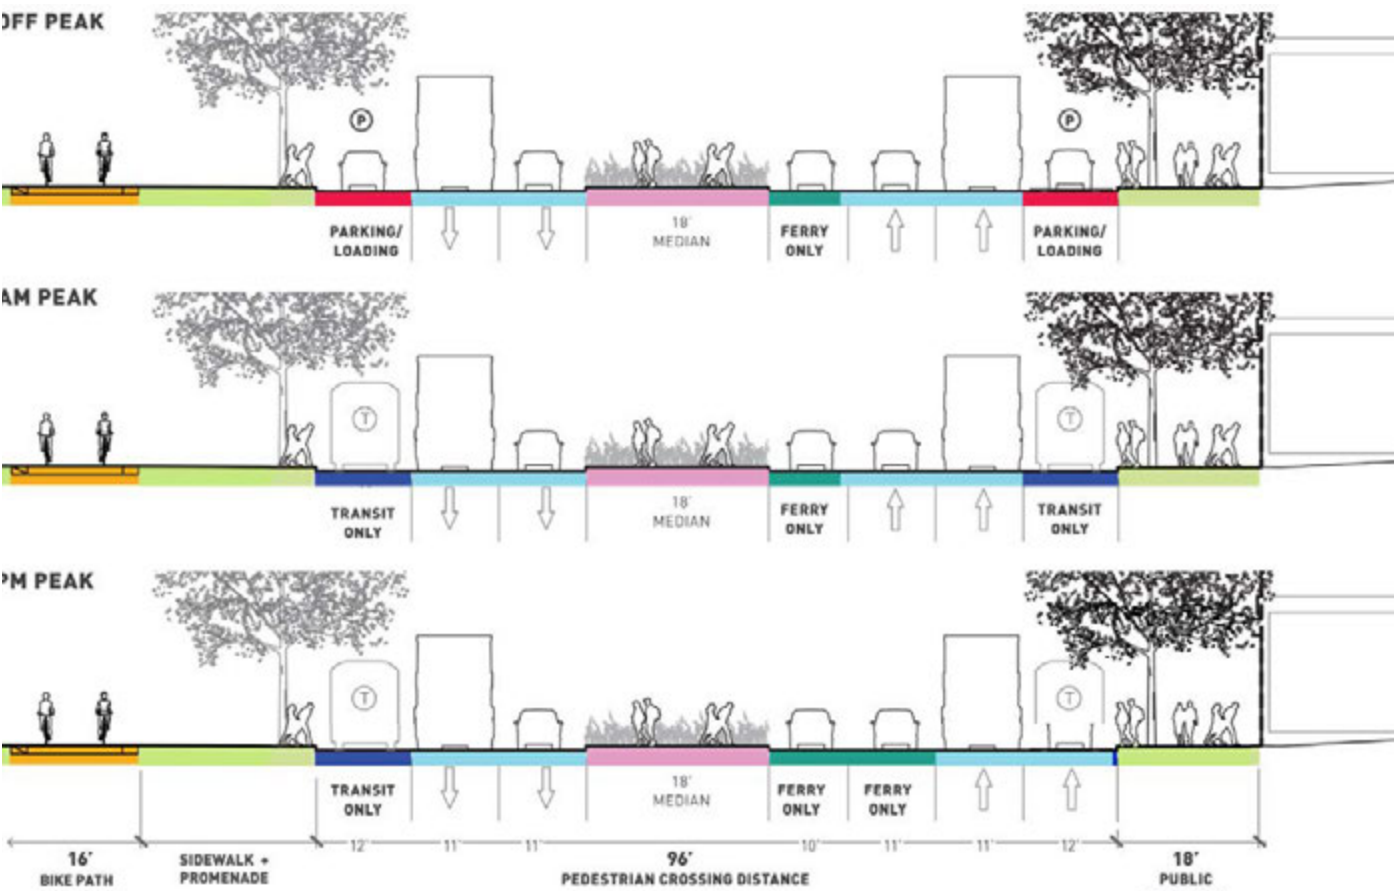 OFF PEAK
P
P
PARKING/
LOADING
18'
MEDIAN
FERRY
ONLY
PARKING/
LOADING
AM PEAK
T
T
TRANSIT
ONLY
18'
MEDIAN
FERRY
ONLY
TRANSIT
ONLY
PM PEAK
T
T
TRANSIT
ONLY
18'
MEDIAN
FERRY
ONLY
FERRY
ONLY
12' 11' 11' 10' 11' 11' 12'
16'
BIKE PATH
SIDEWALK +
PROMENADE
96'
PEDESTRIAN CROSSING DISTANCE
18'
PUBLIC